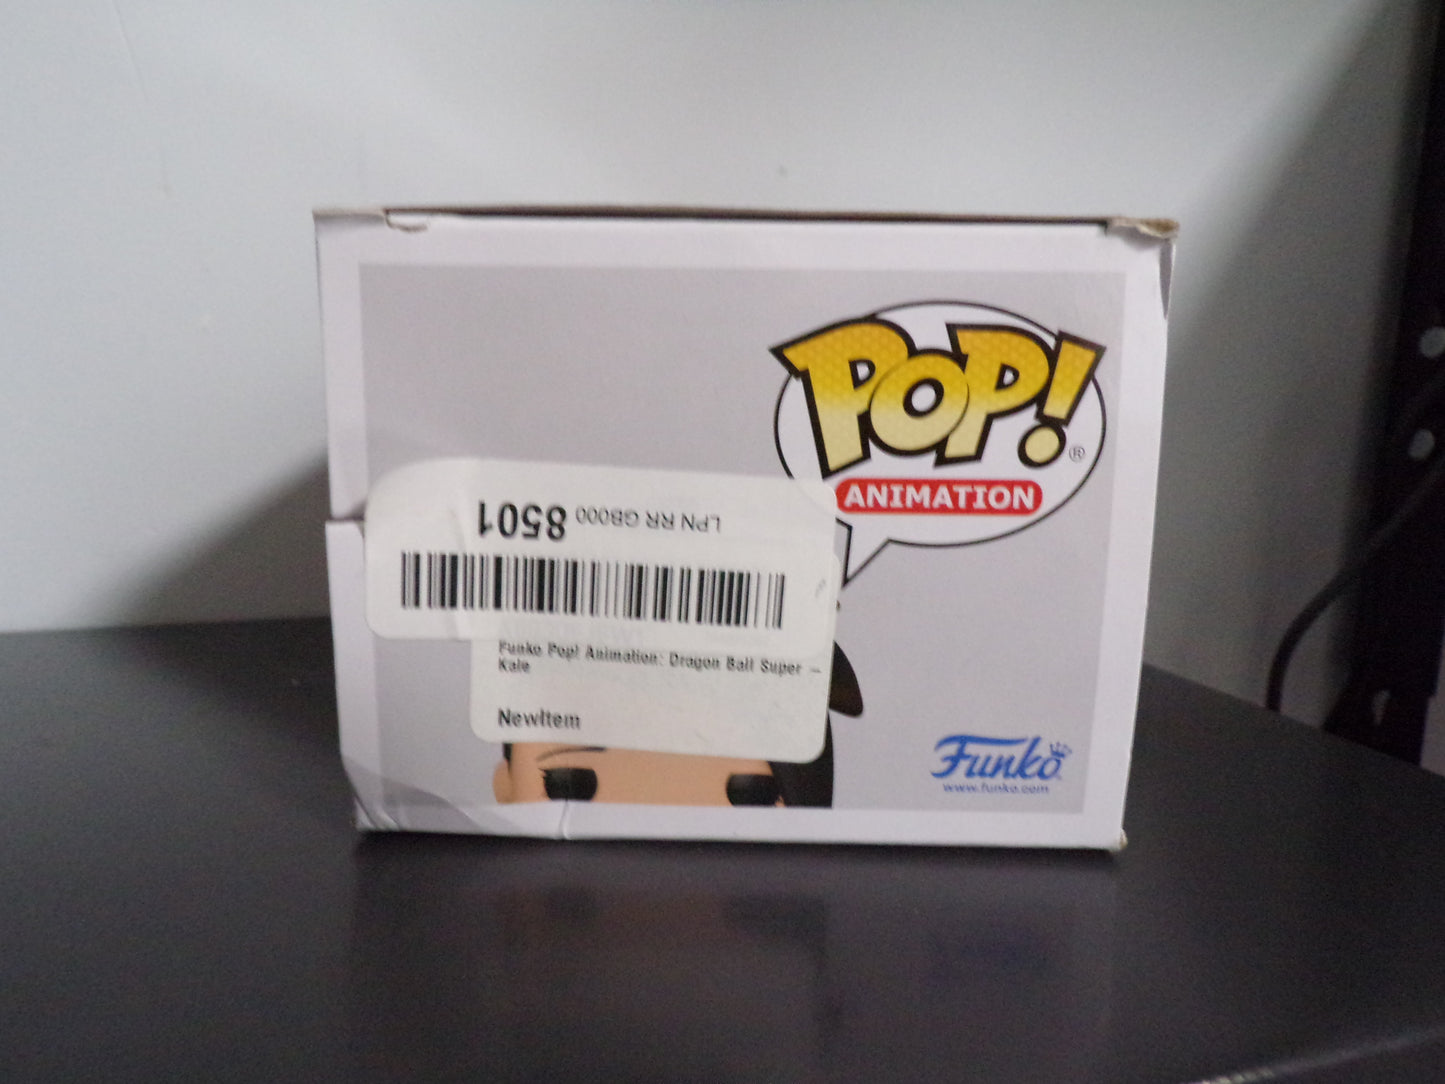 POP!
®
ANIMATION
LPN RR GB000 8501
Funko Pop! Animation: Dragon Ball Super –
Kale
NewItem
Funko
www.funko.com